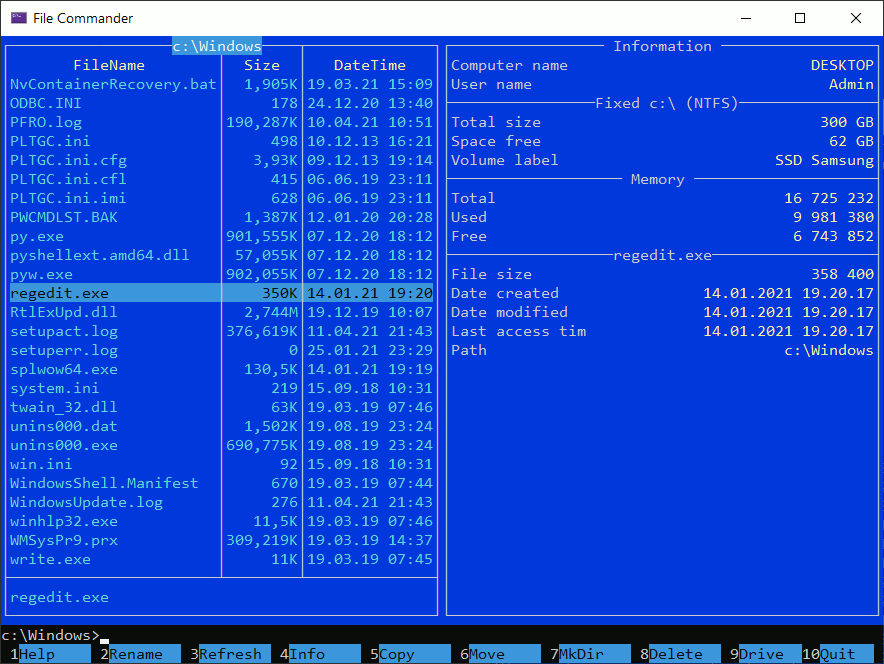 File Commander
c:\Windows
FileName Size DateTime
NvContainerRecovery.bat 1,905K 19.03.21 15:09
ODBC.INI 178 24.12.20 13:40
PFRO.log 190,287K 10.04.21 10:51
PLTGC.ini 498 10.12.13 16:21
PLTGC.ini.cfg 3,93K 09.12.13 19:14
PLTGC.ini.cfl 415 06.06.19 23:11
PLTGC.ini.imi 628 06.06.19 23:11
PWCMDLST.BAK 1,387K 12.01.20 20:28
py.exe 901,555K 07.12.20 18:12
pyshellext.amd64.dll 57,055K 07.12.20 18:12
pyw.exe 902,055K 07.12.20 18:12
regedit.exe 350K 14.01.21 19:20
RtlExUpd.dll 2,744M 19.12.19 10:07
setupact.log 376,619K 11.04.21 21:43
setuperr.log 0 25.01.21 23:29
splwow64.exe 130,5K 14.01.21 19:19
system.ini 219 15.09.18 10:31
twain_32.dll 63K 19.03.19 07:46
unins000.dat 1,502K 19.08.19 23:24
unins000.exe 690,775K 19.08.19 23:24
win.ini 92 15.09.18 10:31
WindowsShell.Manifest 670 19.03.19 07:44
WindowsUpdate.log 276 11.04.21 21:43
winhlp32.exe 11,5K 19.03.19 07:46
WMSysPr9.prx 309,219K 19.03.19 14:37
write.exe 11K 19.03.19 07:45
regedit.exe
Information
Computer name DESKTOP
User name Admin
Fixed c:\ (NTFS)
Total size 300 GB
Space free 62 GB
Volume label SSD Samsung
Memory
Total 16 725 232
Used 9 981 380
Free 6 743 852
regedit.exe
File size 358 400
Date created 14.01.2021 19.20.17
Date modified 14.01.2021 19.20.17
Last access tim 14.01.2021 19.20.17
Path c:\Windows
c:\Windows>
1Help 2Rename 3Refresh 4Info 5Copy 6Move 7MkDir 8Delete 9Drive 10Quit